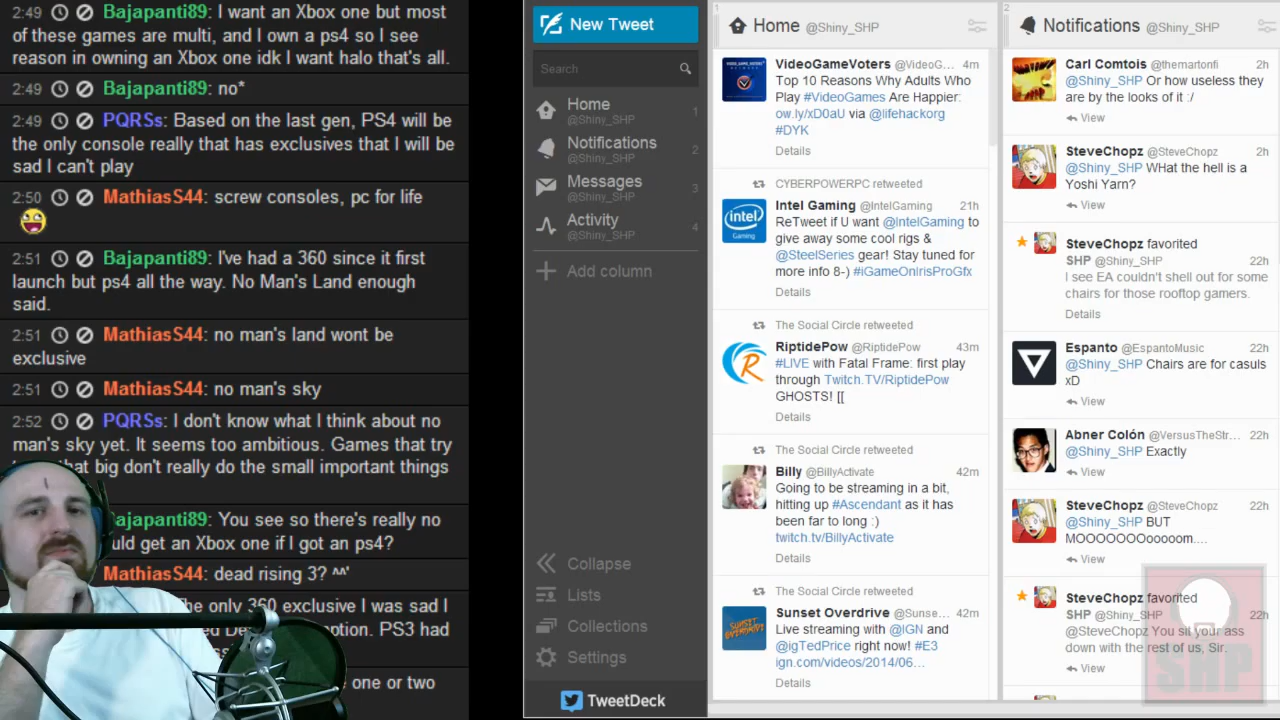 2:49 Bajapanti89: I want an Xbox one but most
of these games are multi, and I own a ps4 so I see
reason in owning an Xbox one idk I want halo that's all.
2:49 Bajapanti89: no*
2:49 PQRSs: Based on the last gen, PS4 will be
the only console really that has exclusives that I will be
sad I can't play
2:50 MathiasS44: screw consoles, pc for life
2:51 Bajapanti89: I've had a 360 since it first
launch but ps4 all the way. No Man's Land enough
said.
2:51 MathiasS44: no man's land wont be
exclusive
2:51 MathiasS44: no man's sky
2:52 PQRSs: I don't know what I think about no
man's sky yet. It seems too ambitious. Games that try
that big don't really do the small important things
Bajapanti89: You see so there's really no
get an Xbox one if I got an ps4?
MathiasS44: dead rising 3? ^^'
only 360 exclusive I was sad I
PS3 had
one or two
New Tweet
Search
Home 1
@Shiny_SHP
Notifications 2
@Shiny_SHP
Messages 3
@Shiny_SHP
Activity 4
@Shiny_SHP
Add column
Collapse
Lists
Collections
Settings
TweetDeck
1
Home @Shiny_SHP
VideoGameVoters @VideoG... 4m
Top 10 Reasons Why Adults Who
Play #VideoGames Are Happier:
ow.ly/xD0aU via @lifehackorg
#DYK
Details
CYBERPOWERPC retweeted
Intel Gaming @IntelGaming 21h
ReTweet if U want @IntelGaming to
give away some cool rigs &
@SteelSeries gear! Stay tuned for
more info 8-) #iGameOnIrisProGfx
Details
The Social Circle retweeted
RiptidePow @RiptidePow 43m
#LIVE with Fatal Frame: first play
through Twitch.TV/RiptidePow
GHOSTS! [[
Details
The Social Circle retweeted
Billy @BillyActivate 42m
Going to be streaming in a bit,
hitting up #Ascendant as it has
been far to long :)
twitch.tv/BillyActivate
Details
The Social Circle retweeted
Sunset Overdrive @Sunse... 42m
Live streaming with @IGN and
@igTedPrice right now! #E3
ign.com/videos/2014/06...
Details
2
Notifications @Shiny_SHP
Carl Comtois @themartonfi 2h
@Shiny_SHP Or how useless they
are by the looks of it :/
View
SteveChopz @SteveChopz 2h
@Shiny_SHP WHat the hell is a
Yoshi Yarn?
View
SteveChopz favorited
SHP @Shiny_SHP 22h
I see EA couldn't shell out for some
chairs for those rooftop gamers.
Details
Espanto @EspantoMusic 22h
@Shiny_SHP Chairs are for casuls
xD
View
Abner Colón @VersusTheStr... 22h
@Shiny_SHP Exactly
View
SteveChopz @SteveChopz 22h
@Shiny_SHP BUT
MOOOOOOOooooom....
View
SteveChopz favorited
SHP @Shiny_SHP 22h
@SteveChopz You sit your ass
down with the rest of us, Sir.
View
SHP
intel
Gaming
SUNSET
OVERDRIVE